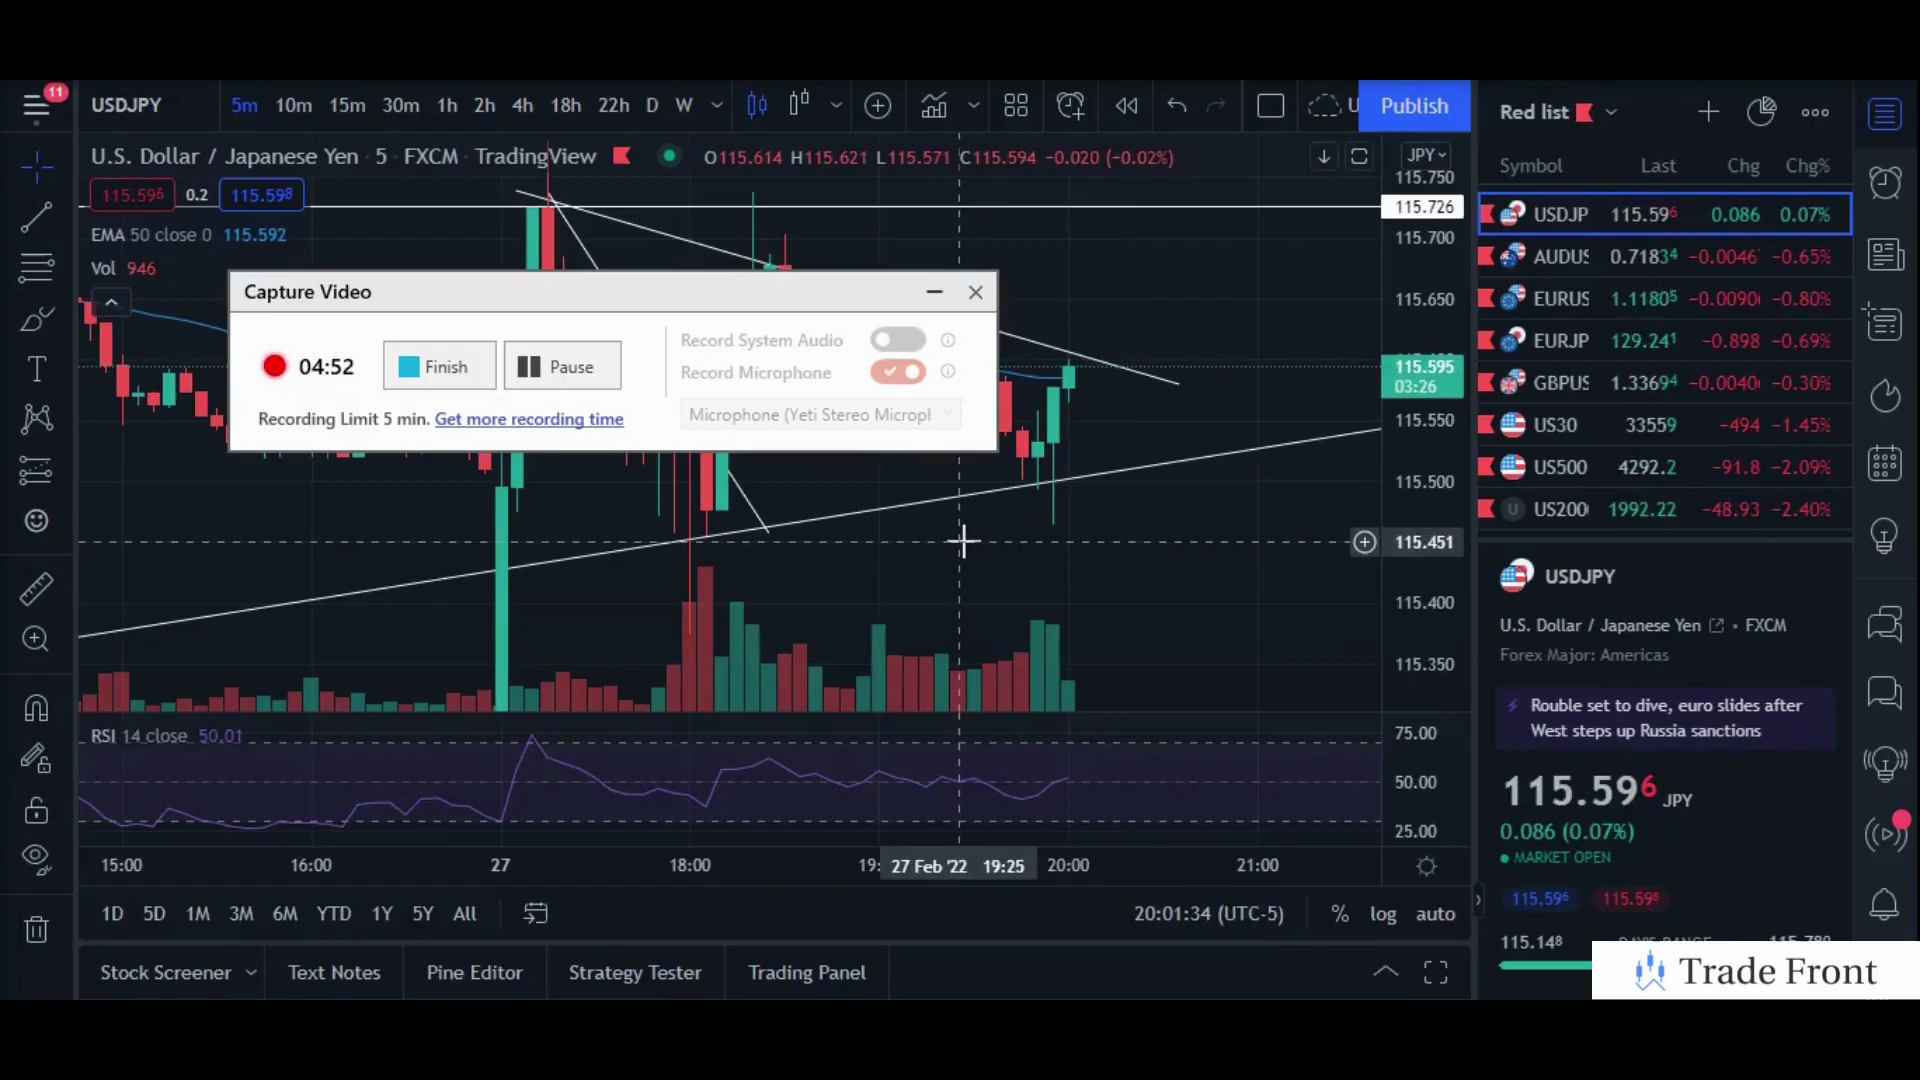 11
USDJPY 5m 10m 15m 30m 1h 2h 4h 18h 22h D W U Publish
U.S. Dollar / Japanese Yen · 5 · FXCM · TradingView O115.614 H115.621 L115.571 C115.594 −0.020 (−0.02%) JPY
115.596 0.2 115.598
EMA 50 close 0 115.592
Vol 946
115.750
115.726
115.700
115.650
115.595
03:26
115.550
115.500
115.451
115.400
115.350
Capture Video
04:52 Finish Pause
Recording Limit 5 min. Get more recording time
Record System Audio
Record Microphone
Microphone (Yeti Stereo Microph
RSI 14 close 50.01
75.00
50.00
25.00
15:00 16:00 27 18:00 19: 27 Feb '22 19:25 20:00 21:00
1D 5D 1M 3M 6M YTD 1Y 5Y All 20:01:34 (UTC-5) % log auto
Stock Screener Text Notes Pine Editor Strategy Tester Trading Panel
Red list
Symbol Last Chg Chg%
USDJP 115.596 0.086 0.07%
AUDUS 0.71834 −0.0046 −0.65%
EURUS 1.11805 −0.0090 −0.80%
EURJP 129.241 −0.898 −0.69%
GBPUS 1.33694 −0.0040 −0.30%
US30 33559 −494 −1.45%
US500 4292.2 −91.8 −2.09%
U US200 1992.22 −48.93 −2.40%
USDJPY
U.S. Dollar / Japanese Yen • FXCM
Forex Major: Americas
Rouble set to dive, euro slides after
West steps up Russia sanctions
115.596 JPY
0.086 (0.07%)
MARKET OPEN
115.596 115.598
115.148 DAY'S RANGE 115.780
Trade Front